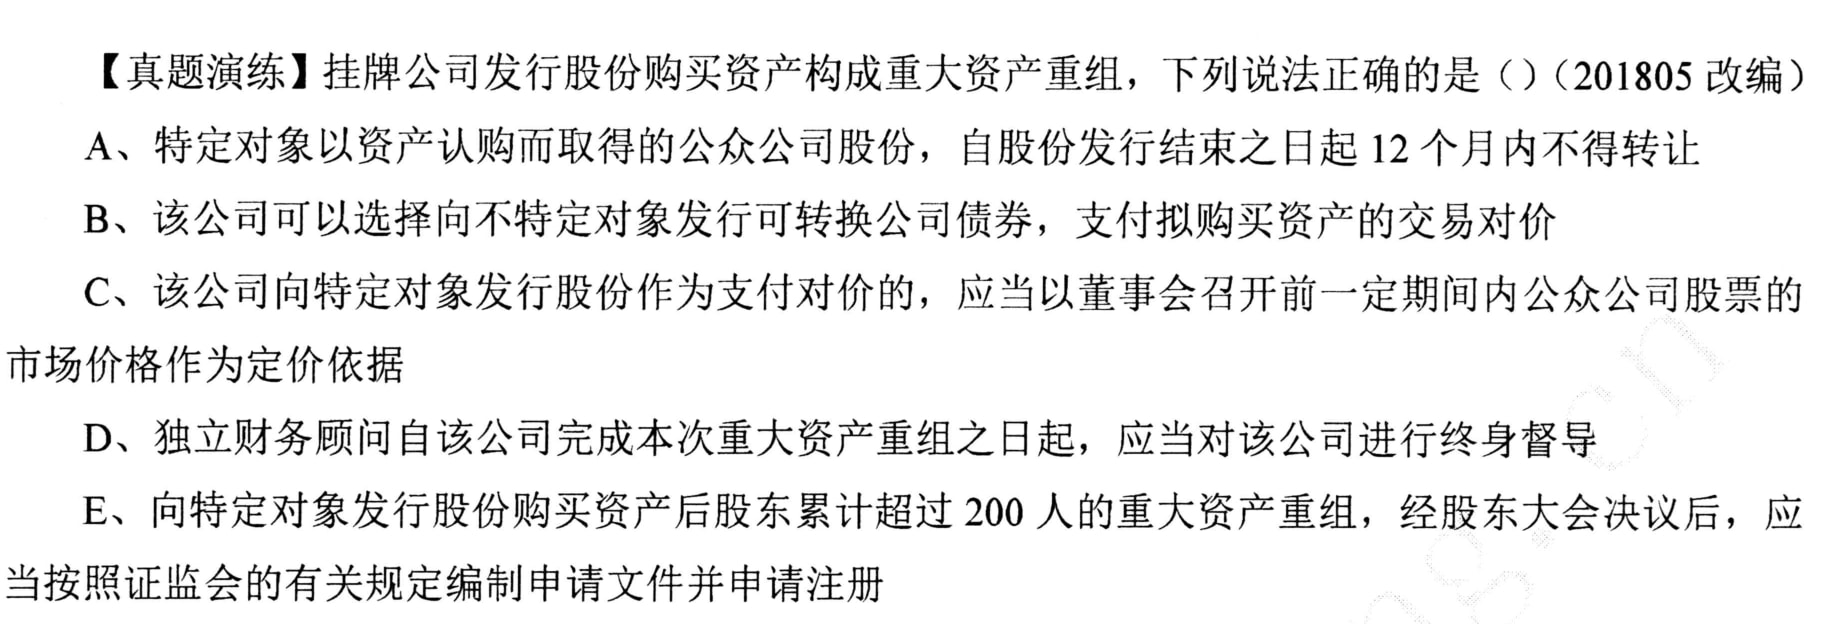 【真题演练】挂牌公司发行股份购买资产构成重大资产重组，下列说法正确的是（）（201805 改编）
A、特定对象以资产认购而取得的公众公司股份，自股份发行结束之日起 12 个月内不得转让
B、该公司可以选择向不特定对象发行可转换公司债券，支付拟购买资产的交易对价
C、该公司向特定对象发行股份作为支付对价的，应当以董事会召开前一定期间内公众公司股票的
市场价格作为定价依据
D、独立财务顾问自该公司完成本次重大资产重组之日起，应当对该公司进行终身督导
E、向特定对象发行股份购买资产后股东累计超过 200 人的重大资产重组，经股东大会决议后，应
当按照证监会的有关规定编制申请文件并申请注册